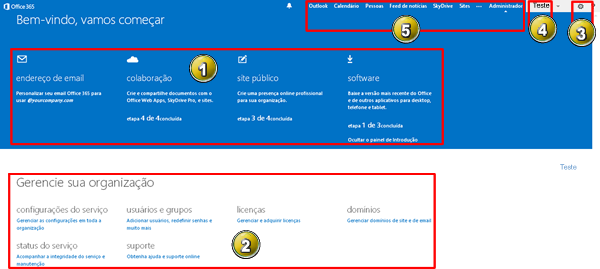 Office 365
Outlook Calendário Pessoas Feed de notícias SkyDrive Sites ··· Administrador Teste
5 4 3
Bem-vindo, vamos começar
1
endereço de email
Personalizar seu email Office 365 para
usar @yourcompany.com
colaboração
Crie e compartilhe documentos com o
Office Web Apps, SkyDrive Pro, e sites.
etapa 4 de 4concluída
site público
Crie uma presença online profissional
para sua organização.
etapa 3 de 4concluída
software
Baixe a versão mais recente do Office
e de outros aplicativos para desktop,
telefone e tablet.
etapa 1 de 3concluída
Ocultar o painel de Introdução
Teste
Gerencie sua organização
configurações do serviço
Gerenciar as configurações em toda a
organização
usuários e grupos
Adicionar usuários, redefinir senhas e
muito mais
licenças
Gerenciar e adquirir licenças
domínios
Gerenciar domínios de site e de email
status do serviço
Acompanhar a integridade do serviço e
manutenção
suporte
Obtenha ajuda e suporte online
2